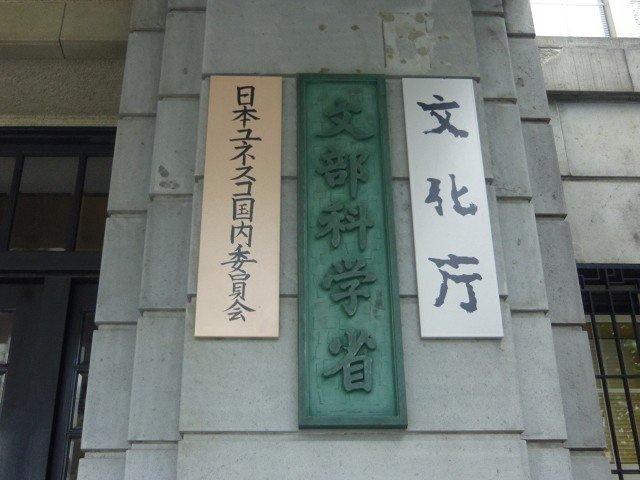 文化庁
文部科学省
日本ユネスコ国内委員会